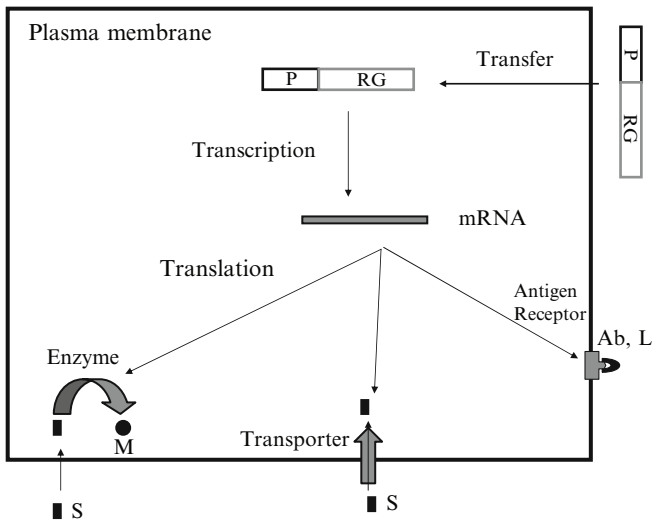 Plasma membrane
Transfer
P RG
P RG
Transcription
mRNA
Translation
Antigen
Receptor
Ab, L
Enzyme
M
Transporter
S
S